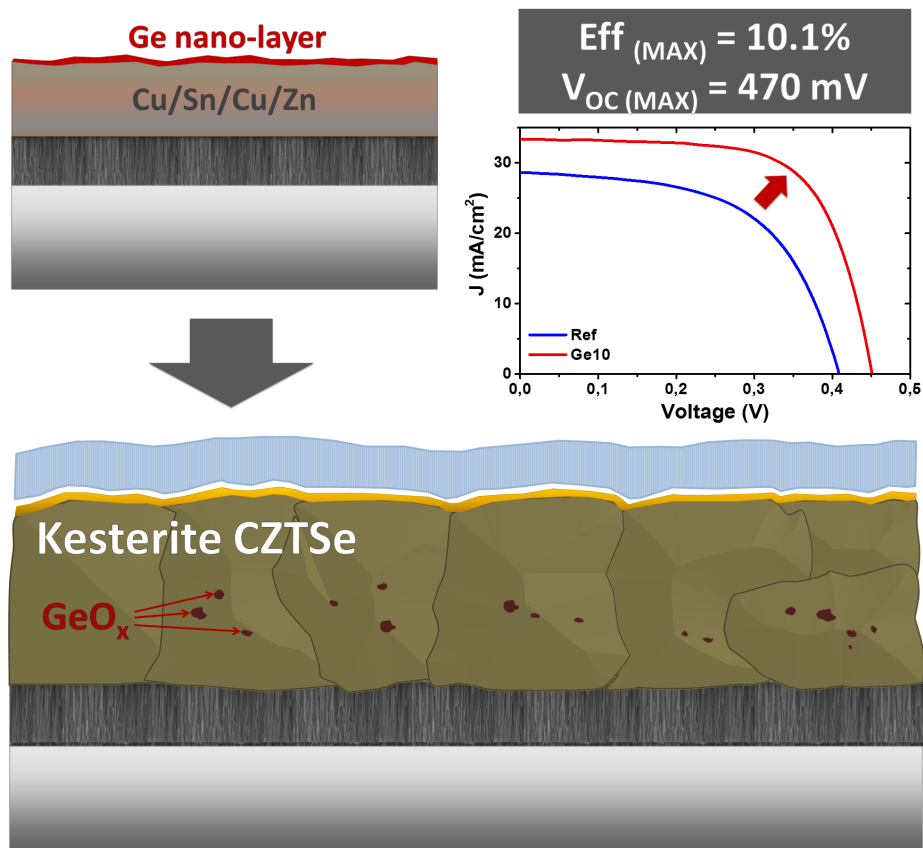 Ge nano-layer
Cu/Sn/Cu/Zn
Eff (MAX) = 10.1%
VOC (MAX) = 470 mV
J (mA/cm²)
30
20
10
0
Ref
Ge10
0,0 0,1 0,2 0,3 0,4 0,5
Voltage (V)
Kesterite CZTSe
GeOx